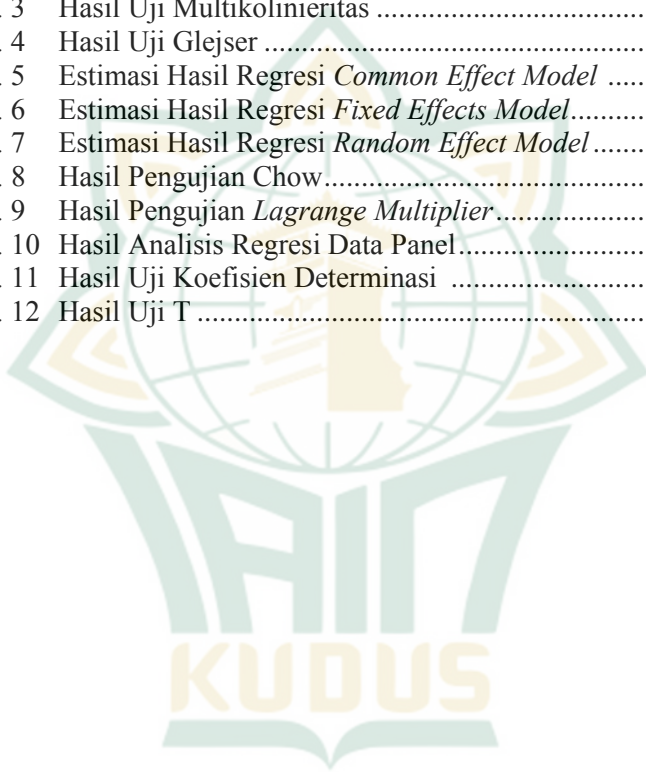 . 3 Hasil Uji Multikolinieritas ..................................
. 4 Hasil Uji Glejser ..................................................
. 5 Estimasi Hasil Regresi Common Effect Model .....
. 6 Estimasi Hasil Regresi Fixed Effects Model..........
. 7 Estimasi Hasil Regresi Random Effect Model.......
. 8 Hasil Pengujian Chow..........................................
. 9 Hasil Pengujian Lagrange Multiplier....................
. 10 Hasil Analisis Regresi Data Panel.........................
. 11 Hasil Uji Koefisien Determinasi ..........................
. 12 Hasil Uji T ...........................................................
IAIN
KUDUS